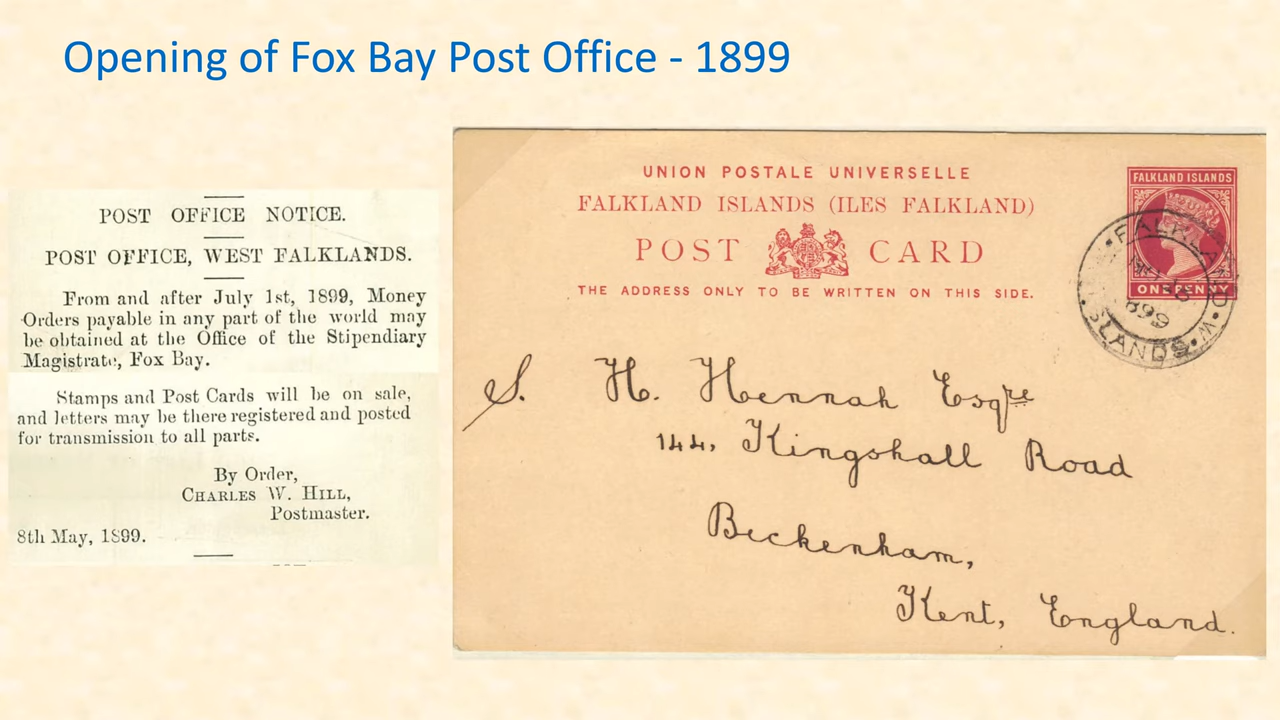 Opening of Fox Bay Post Office - 1899
POST OFFICE NOTICE.
POST OFFICE, WEST FALKLANDS.
From and after July 1st, 1899, Money
Orders payable in any part of the world may
be obtained at the Office of the Stipendiary
Magistrate, Fox Bay.
Stamps and Post Cards will be on sale,
and letters may be there registered and posted
for transmission to all parts.
By Order,
CHARLES W. HILL,
Postmaster.
8th May, 1899.
UNION POSTALE UNIVERSELLE
FALKLAND ISLANDS (ILES FALKLAND)
POST CARD
THE ADDRESS ONLY TO BE WRITTEN ON THIS SIDE.
FALKLAND ISLANDS
ONE PENNY
FALKLAND
ISLANDS
W.
899
S. H. Hennah Esqre
144, Kingshall Road
Beckenham,
Kent, England.